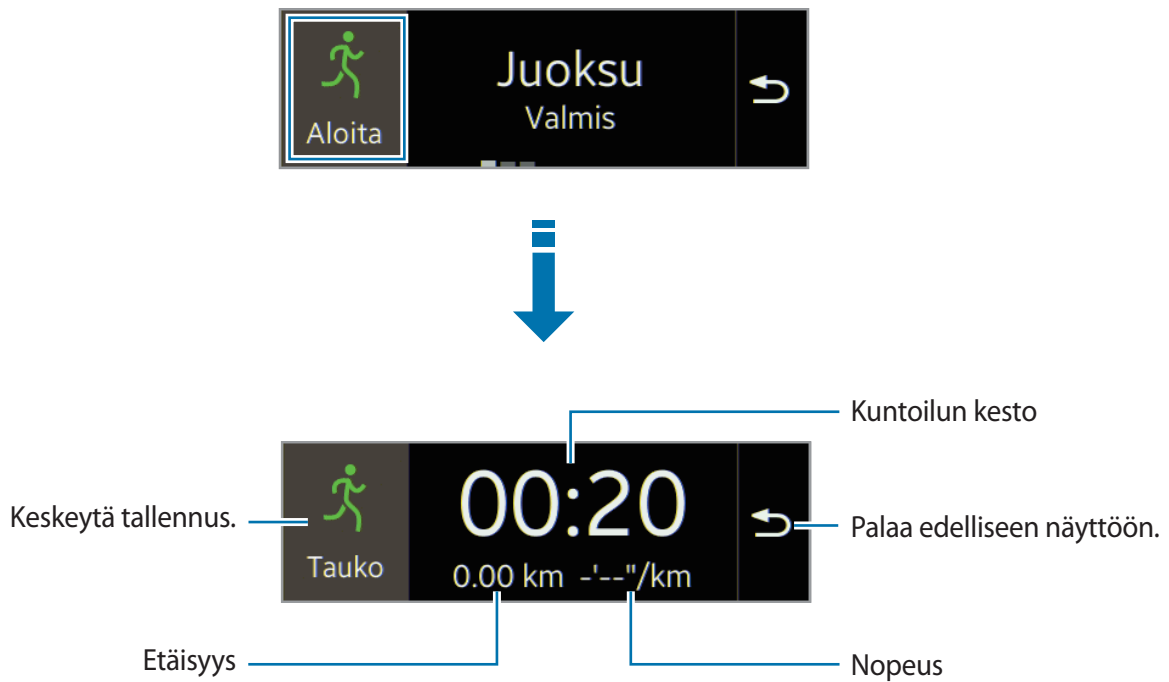 Juoksu
Valmis
Aloita
Kuntoilun kesto
00:20
Keskeytä tallennus.
Palaa edelliseen näyttöön.
Tauko
0.00 km -'--"/km
Etäisyys
Nopeus